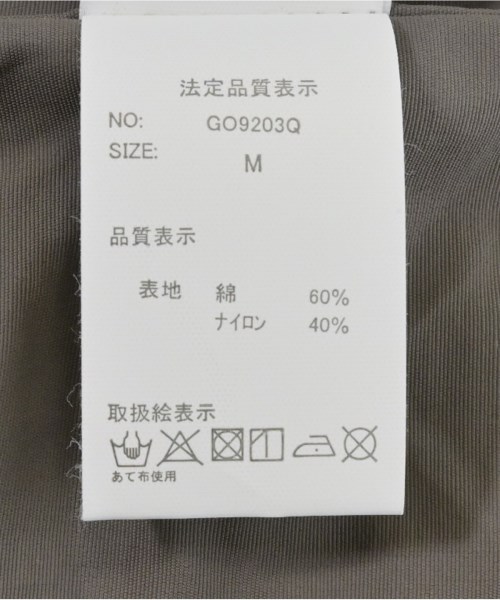 法定品質表示
NO: GO9203Q
SIZE: M
品質表示
表地 綿 60%
ナイロン 40%
取扱絵表示
あて布使用